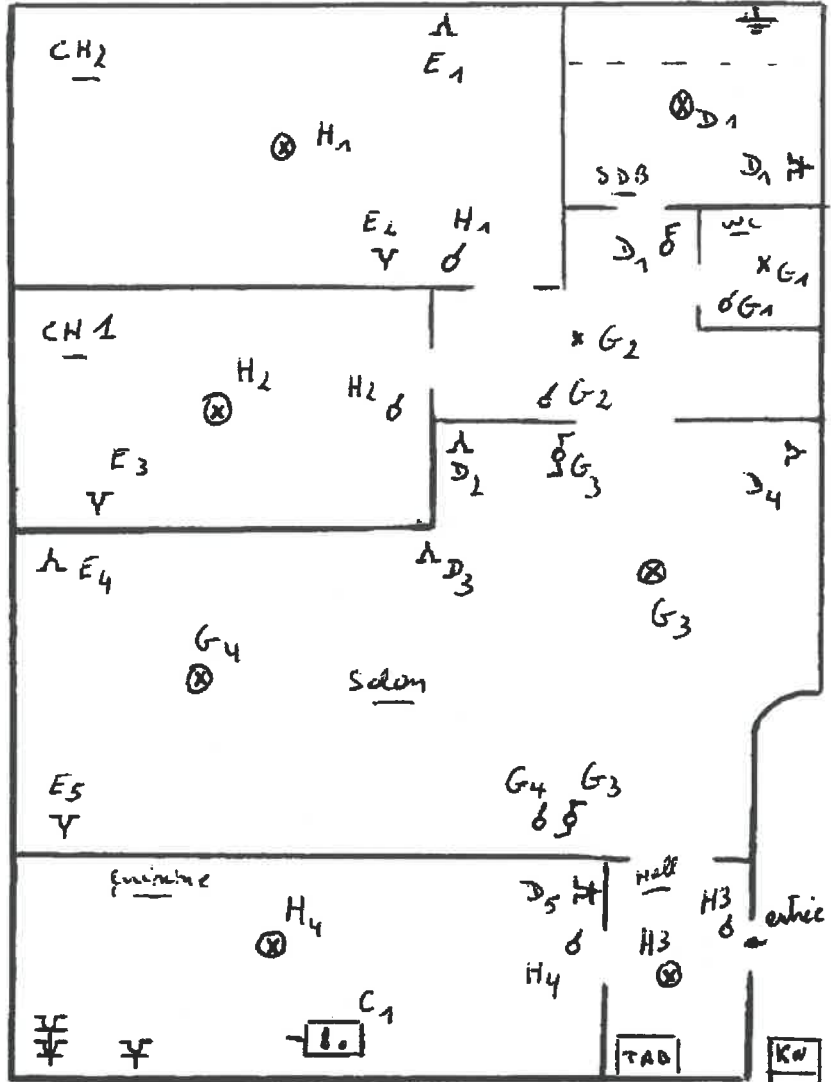 CH2
E1
D1
H1
D1
SDB
E2 H1
D1
WC
G1
G1
CH1
G2
H2
H2
G2
E3
D2
G3
D4
E4
D3
G3
G4
Salon
E5
G4 G3
Cuisine
D5
Hall
H3
entrée
H4
H3
H4
C1
TAB
KW